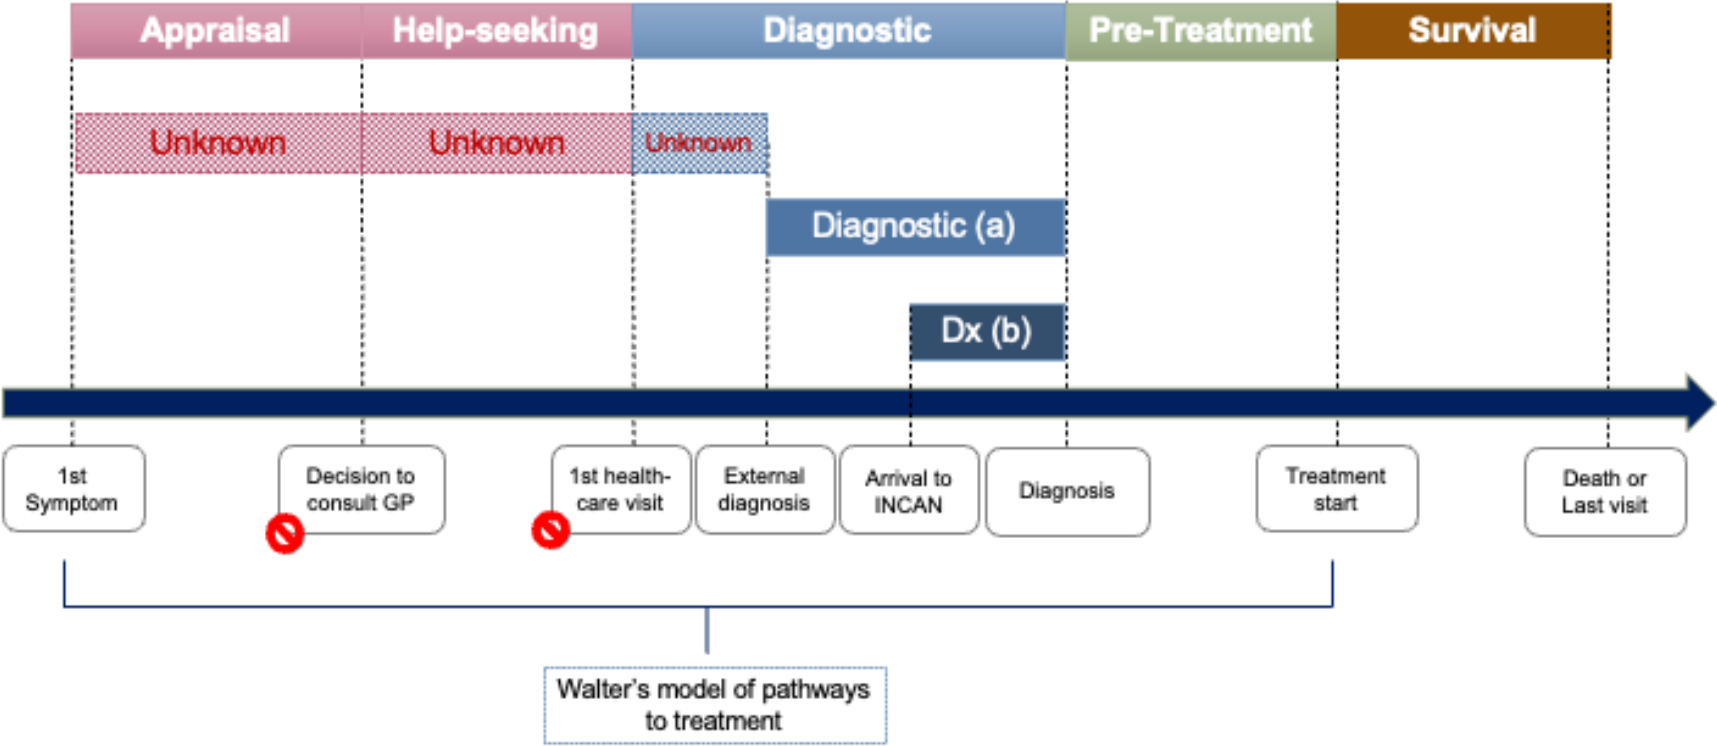 Appraisal Help-seeking Diagnostic Pre-Treatment Survival
Unknown Unknown Unknown
Diagnostic (a)
Dx (b)
1st
Symptom
Decision to
consult GP
1st health-
care visit
External
diagnosis
Arrival to
INCAN
Diagnosis
Treatment
start
Death or
Last visit
Walter's model of pathways
to treatment